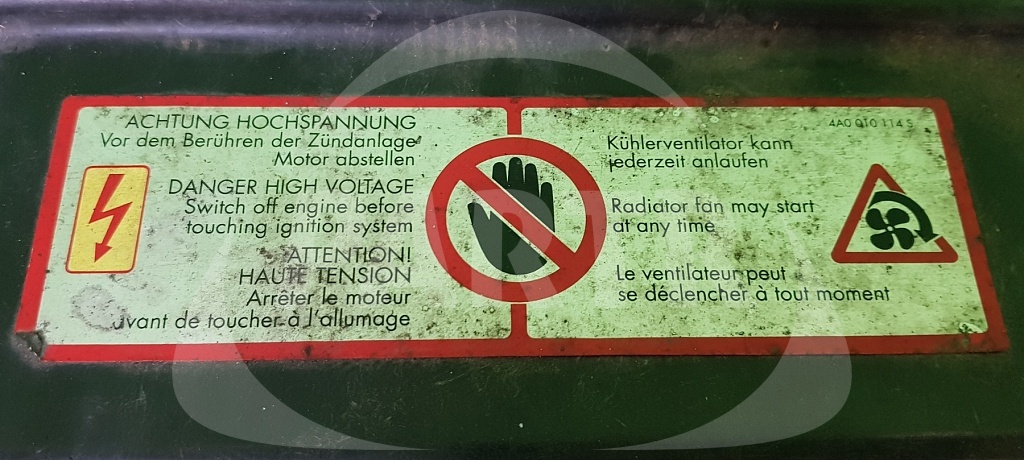 ACHTUNG HOCHSPANNUNG
Vor dem Berühren der Zündanlage
Motor abstellen
DANGER HIGH VOLTAGE
Switch off engine before
touching ignition system
ATTENTION!
HAUTE TENSION
Arrêter le moteur
avant de toucher à l'allumage
4A0 010 114 S
Kühlerventilator kann
jederzeit anlaufen
Radiator fan may start
at any time
Le ventilateur peut
se déclencher à tout moment